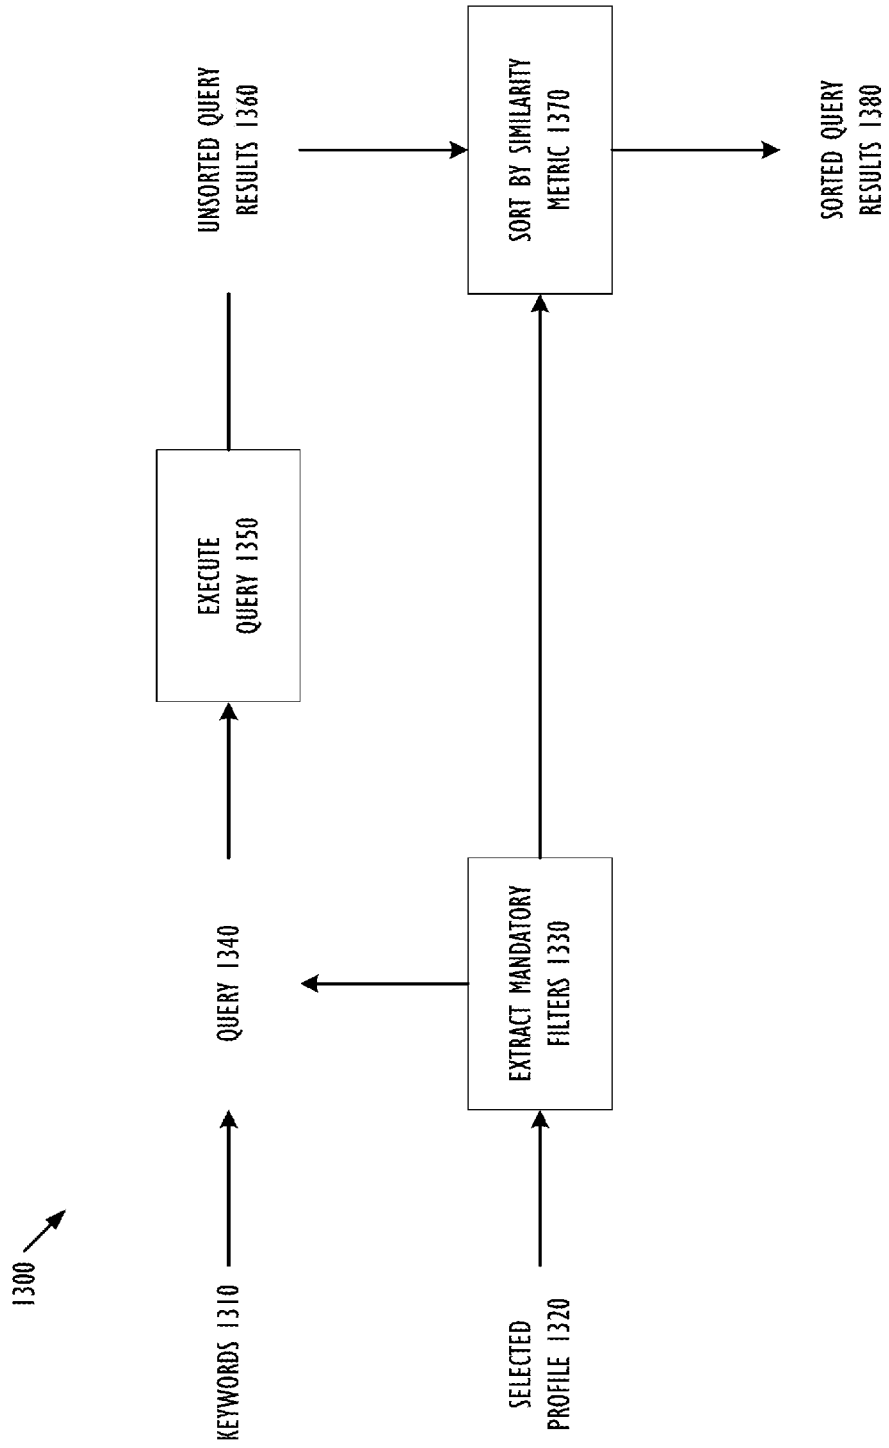 1300
KEYWORDS 1310
QUERY 1340
EXECUTE
QUERY 1350
UNSORTED QUERY
RESULTS 1360
SELECTED
PROFILE 1320
EXTRACT MANDATORY
FILTERS 1330
SORT BY SIMILARITY
METRIC 1370
SORTED QUERY
RESULTS 1380